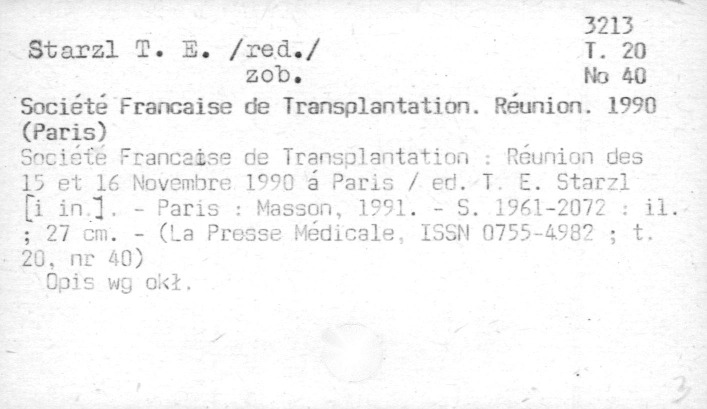 3213
Starzl T. E. /red./ T. 20
zob. No 40
Société Francaise de Transplantation. Réunion. 1990
(Paris)
Société Francaise de Transplantation : Réunion des
15 et 16 Novembre 1990 á Paris / ed. T. E. Starzl
[i in.]. - Paris : Masson, 1991. - S. 1961-2072 : il.
; 27 cm. - (La Presse Médicale, ISSN 0755-4982 ; t.
20, nr 40)
Opis wg okł.
3